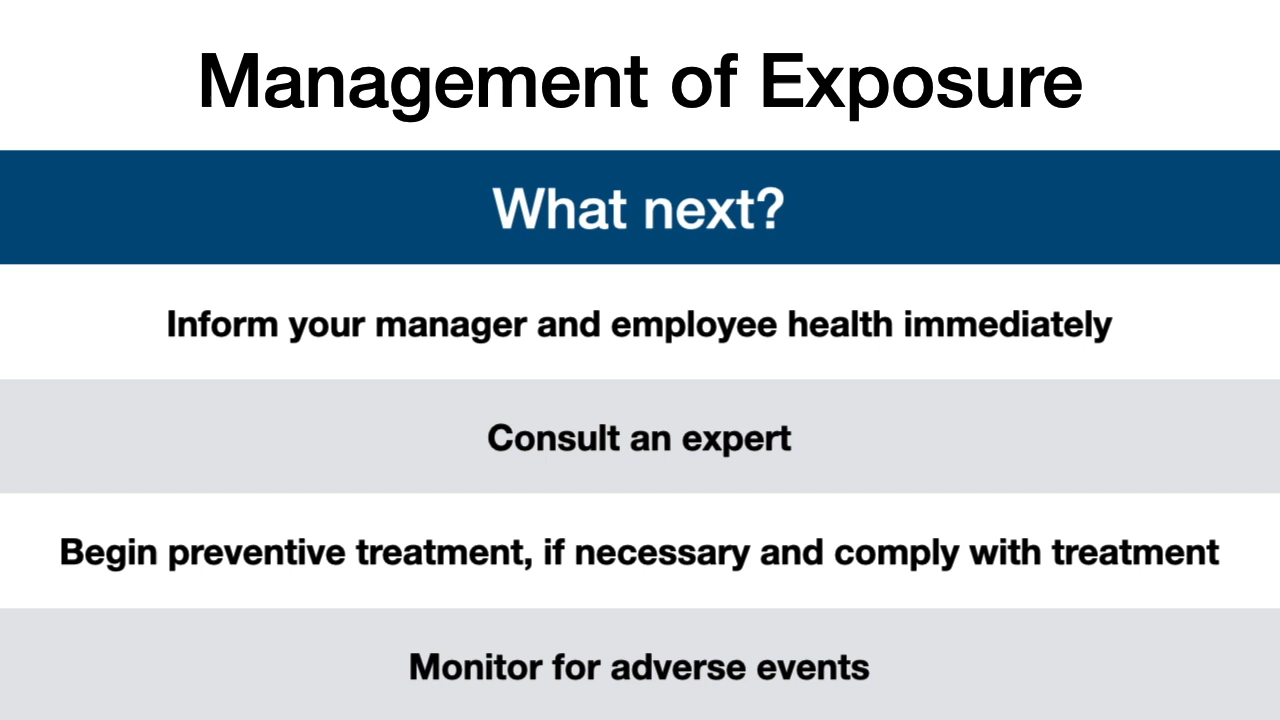 Management of Exposure
What next?
Inform your manager and employee health immediately
Consult an expert
Begin preventive treatment, if necessary and comply with treatment
Monitor for adverse events